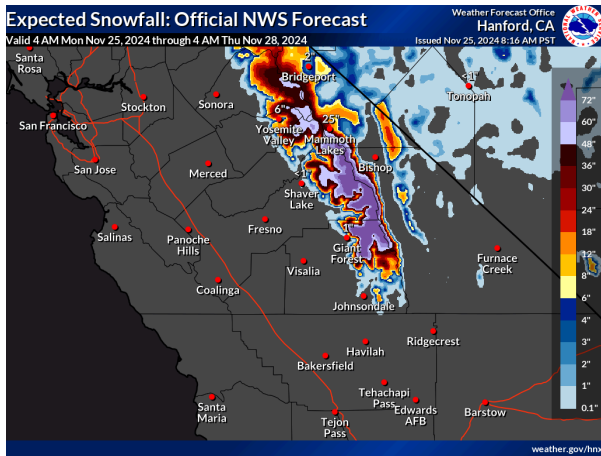 Expected Snowfall: Official NWS Forecast
Weather Forecast Office
Hanford, CA
Valid 4 AM Mon Nov 25, 2024 through 4 AM Thu Nov 28, 2024
Issued Nov 25, 2024 8:16 AM PST
Santa
Rosa
2"
Bridgeport
<1"
Tonopah
Stockton
Sonora
6"
San Francisco
Yosemite
Valley
25"
Mammoth
Lakes
San Jose
Merced
Bishop
<1
Shaver
Lake
Salinas
Panoche
Hills
Fresno
1"
Giant
Forest
Furnace
Creek
Visalia
Coalinga
Johnsondale
Ridgecrest
Havilah
Bakersfield
Tehachapi
Pass
Edwards
AFB
Santa
Maria
Tejon
Pass
Barstow
72"
60"
48"
36"
30"
24"
18"
12"
8"
6"
4"
3"
2"
1"
0.1"
weather.gov/hnx